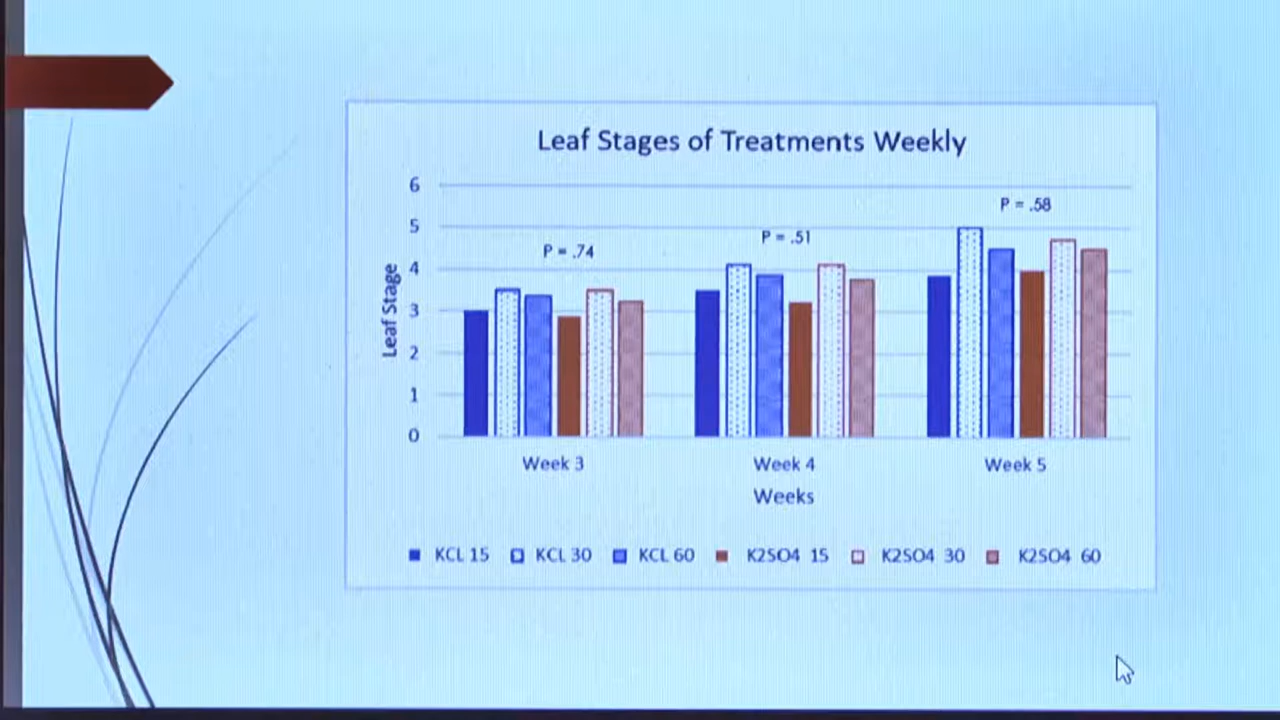 Leaf Stages of Treatments Weekly
6
5
4
3
2
1
0
Leaf Stage
P = .74
P = .51
P = .58
Week 3 Week 4 Week 5
Weeks
KCL 15 KCL 30 KCL 60 K2SO4 15 K2SO4 30 K2SO4 60